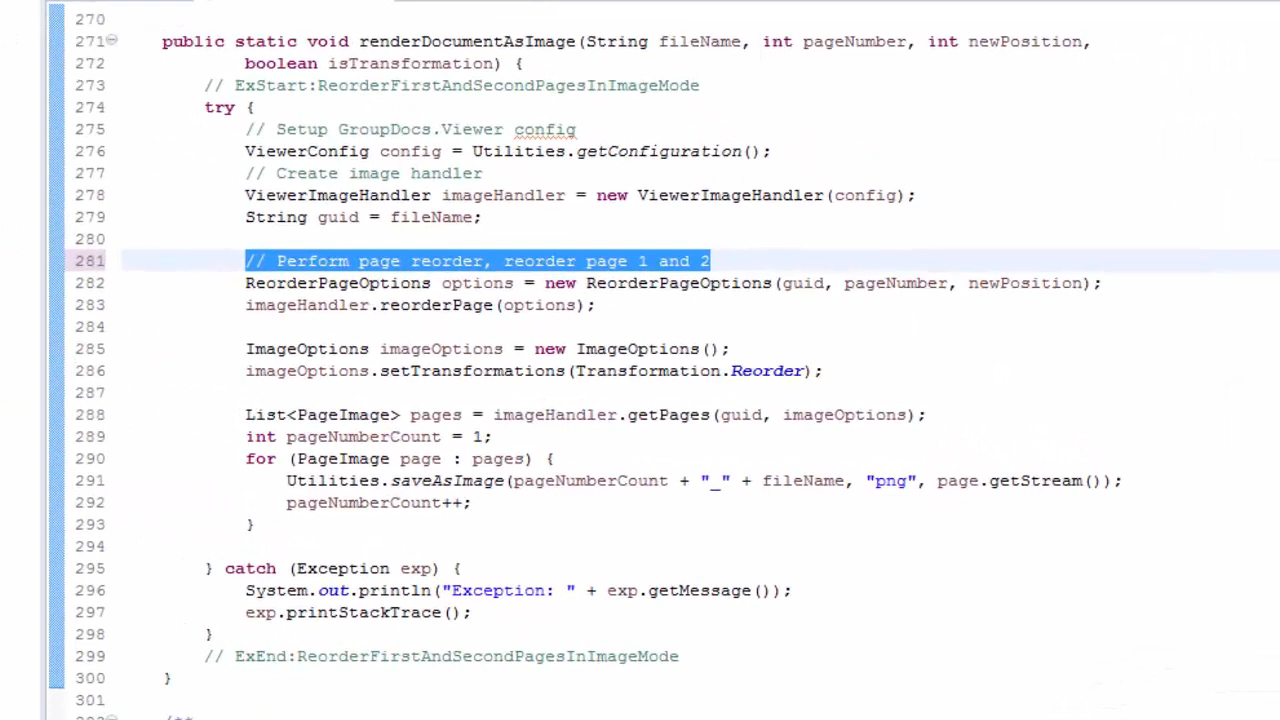 270
271 public static void renderDocumentAsImage(String fileName, int pageNumber, int newPosition,
272 boolean isTransformation) {
273 // ExStart:ReorderFirstAndSecondPagesInImageMode
274 try {
275 // Setup GroupDocs.Viewer config
276 ViewerConfig config = Utilities.getConfiguration();
277 // Create image handler
278 ViewerImageHandler imageHandler = new ViewerImageHandler(config);
279 String guid = fileName;
280
281 // Perform page reorder, reorder page 1 and 2
282 ReorderPageOptions options = new ReorderPageOptions(guid, pageNumber, newPosition);
283 imageHandler.reorderPage(options);
284
285 ImageOptions imageOptions = new ImageOptions();
286 imageOptions.setTransformations(Transformation.Reorder);
287
288 List<PageImage> pages = imageHandler.getPages(guid, imageOptions);
289 int pageNumberCount = 1;
290 for (PageImage page : pages) {
291 Utilities.saveAsImage(pageNumberCount + "_" + fileName, "png", page.getStream());
292 pageNumberCount++;
293 }
294
295 } catch (Exception exp) {
296 System.out.println("Exception: " + exp.getMessage());
297 exp.printStackTrace();
298 }
299 // ExEnd:ReorderFirstAndSecondPagesInImageMode
300 }
301
/**